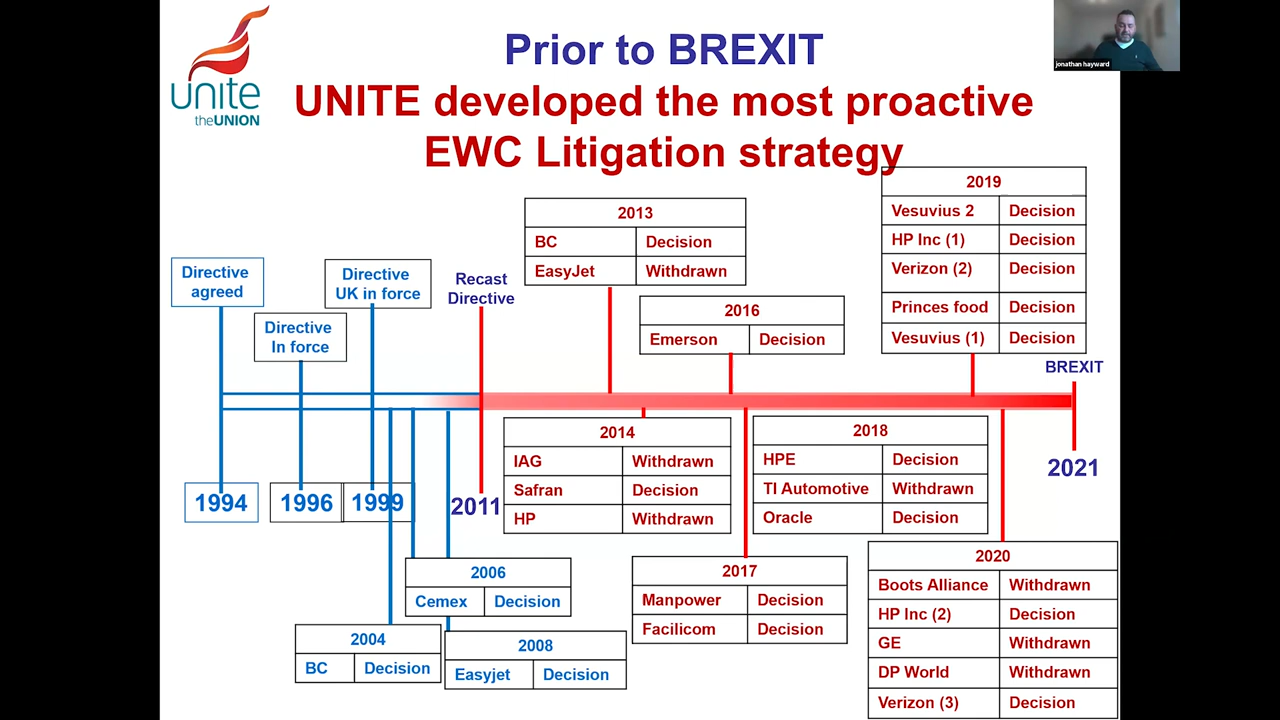 unite
theUNION
Prior to BREXIT
UNITE developed the most proactive
EWC Litigation strategy
jonathan hayward
Directive
agreed
Directive
In force
Directive
UK in force
Recast
Directive
2013
BC Decision
EasyJet Withdrawn
2016
Emerson Decision
2019
Vesuvius 2 Decision
HP Inc (1) Decision
Verizon (2) Decision
Princes food Decision
Vesuvius (1) Decision
BREXIT
1994
1996
1999
2011
2021
2014
IAG Withdrawn
Safran Decision
HP Withdrawn
2018
HPE Decision
TI Automotive Withdrawn
Oracle Decision
2006
Cemex Decision
2004
BC Decision
2008
Easyjet Decision
2017
Manpower Decision
Facilicom Decision
2020
Boots Alliance Withdrawn
HP Inc (2) Decision
GE Withdrawn
DP World Withdrawn
Verizon (3) Decision